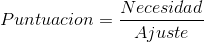 Puntuacion = Necesidad / Ajuste